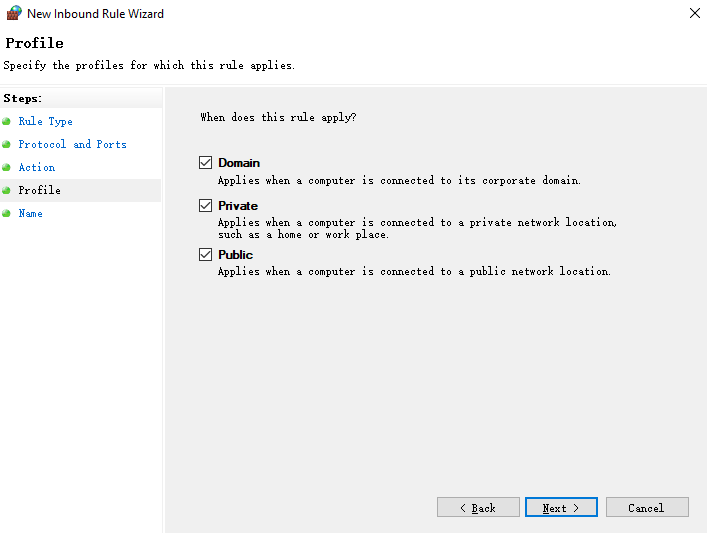 New Inbound Rule Wizard
Profile
Specify the profiles for which this rule applies.
Steps:
Rule Type
Protocol and Ports
Action
Profile
Name
When does this rule apply?
Domain
Applies when a computer is connected to its corporate domain.
Private
Applies when a computer is connected to a private network location,
such as a home or work place.
Public
Applies when a computer is connected to a public network location.
< Back
Next >
Cancel